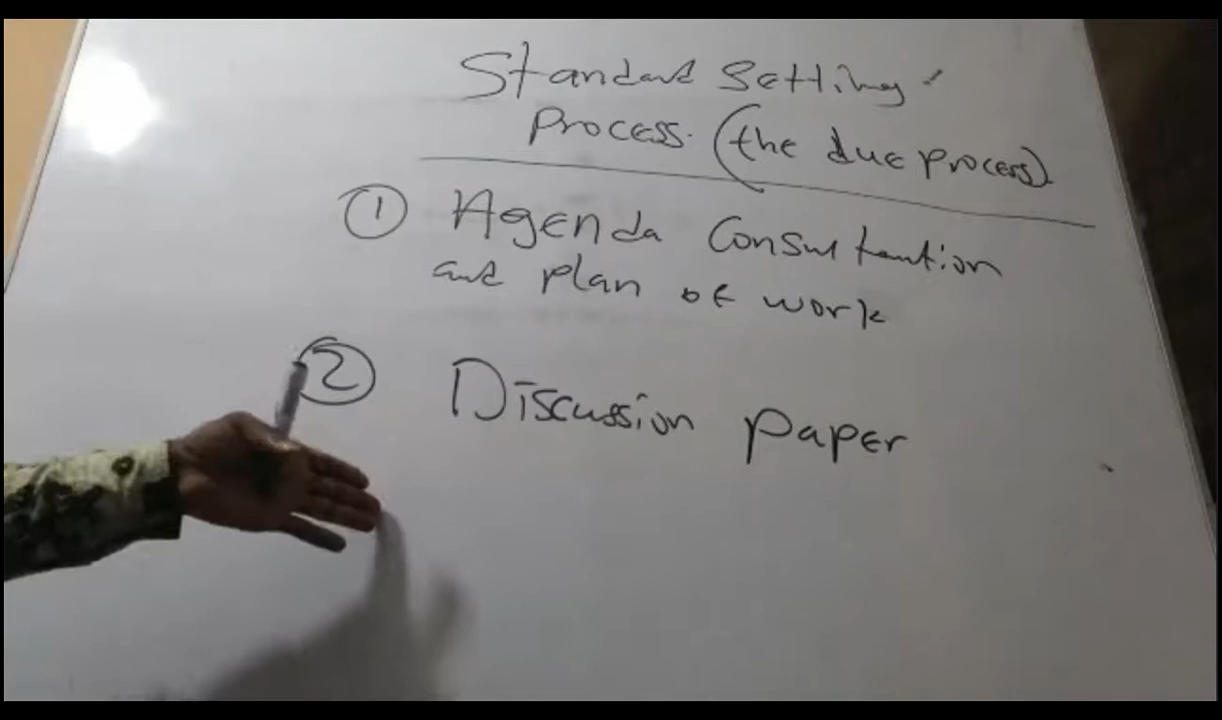 Standard Setting
Process. (the due process)
① Agenda Consultation
and plan of work
② Discussion paper